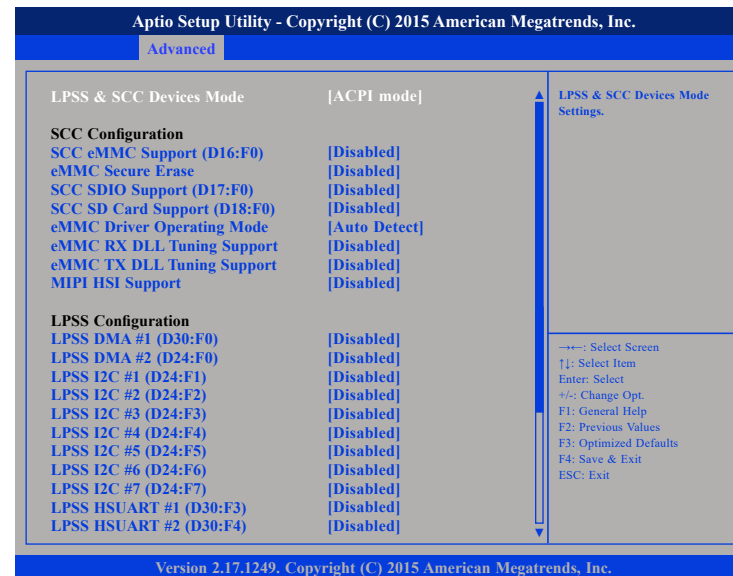 Aptio Setup Utility - Copyright (C) 2015 American Megatrends, Inc.
Advanced
LPSS & SCC Devices Mode [ACPI mode]
SCC Configuration
SCC eMMC Support (D16:F0) [Disabled]
eMMC Secure Erase [Disabled]
SCC SDIO Support (D17:F0) [Disabled]
SCC SD Card Support (D18:F0) [Disabled]
eMMC Driver Operating Mode [Auto Detect]
eMMC RX DLL Tuning Support [Disabled]
eMMC TX DLL Tuning Support [Disabled]
MIPI HSI Support [Disabled]
LPSS Configuration
LPSS DMA #1 (D30:F0) [Disabled]
LPSS DMA #2 (D24:F0) [Disabled]
LPSS I2C #1 (D24:F1) [Disabled]
LPSS I2C #2 (D24:F2) [Disabled]
LPSS I2C #3 (D24:F3) [Disabled]
LPSS I2C #4 (D24:F4) [Disabled]
LPSS I2C #5 (D24:F5) [Disabled]
LPSS I2C #6 (D24:F6) [Disabled]
LPSS I2C #7 (D24:F7) [Disabled]
LPSS HSUART #1 (D30:F3) [Disabled]
LPSS HSUART #2 (D30:F4) [Disabled]
LPSS & SCC Devices Mode
Settings.
→←: Select Screen
↑↓: Select Item
Enter: Select
+/-: Change Opt.
F1: General Help
F2: Previous Values
F3: Optimized Defaults
F4: Save & Exit
ESC: Exit
Version 2.17.1249. Copyright (C) 2015 American Megatrends, Inc.